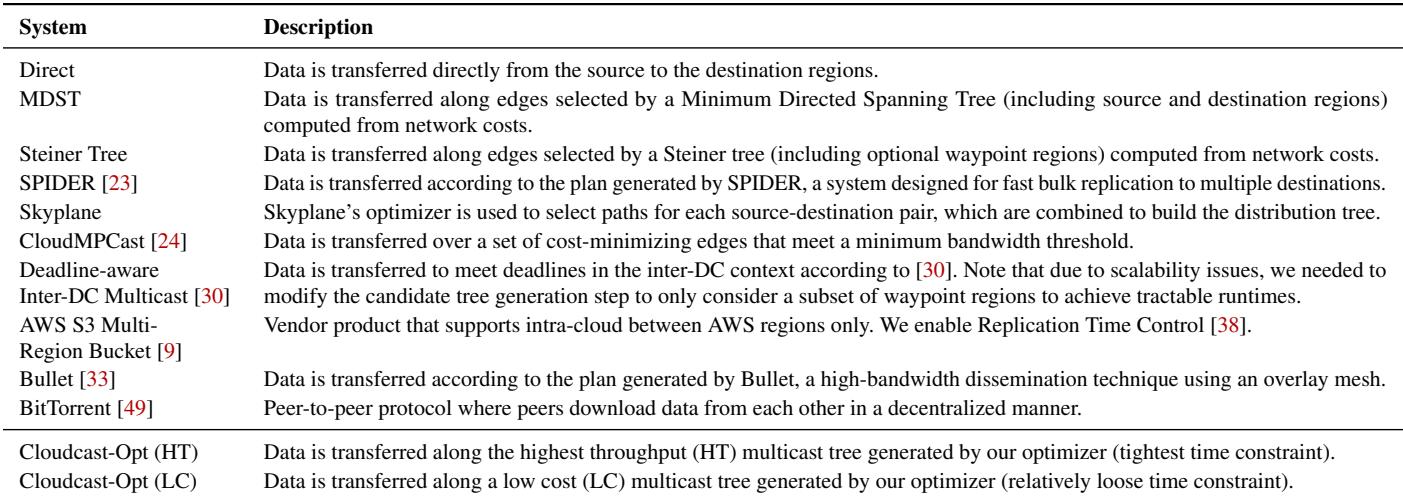 System Description
Direct Data is transferred directly from the source to the destination regions.
MDST Data is transferred along edges selected by a Minimum Directed Spanning Tree (including source and destination regions)
computed from network costs.
Steiner Tree Data is transferred along edges selected by a Steiner tree (including optional waypoint regions) computed from network costs.
SPIDER [23] Data is transferred according to the plan generated by SPIDER, a system designed for fast bulk replication to multiple destinations.
Skyplane Skyplane's optimizer is used to select paths for each source-destination pair, which are combined to build the distribution tree.
CloudMPCast [24] Data is transferred over a set of cost-minimizing edges that meet a minimum bandwidth threshold.
Deadline-aware Data is transferred to meet deadlines in the inter-DC context according to [30]. Note that due to scalability issues, we needed to
Inter-DC Multicast [30] modify the candidate tree generation step to only consider a subset of waypoint regions to achieve tractable runtimes.
AWS S3 Multi- Vendor product that supports intra-cloud between AWS regions only. We enable Replication Time Control [38].
Region Bucket [9]
Bullet [33] Data is transferred according to the plan generated by Bullet, a high-bandwidth dissemination technique using an overlay mesh.
BitTorrent [49] Peer-to-peer protocol where peers download data from each other in a decentralized manner.
Cloudcast-Opt (HT) Data is transferred along the highest throughput (HT) multicast tree generated by our optimizer (tightest time constraint).
Cloudcast-Opt (LC) Data is transferred along a low cost (LC) multicast tree generated by our optimizer (relatively loose time constraint).